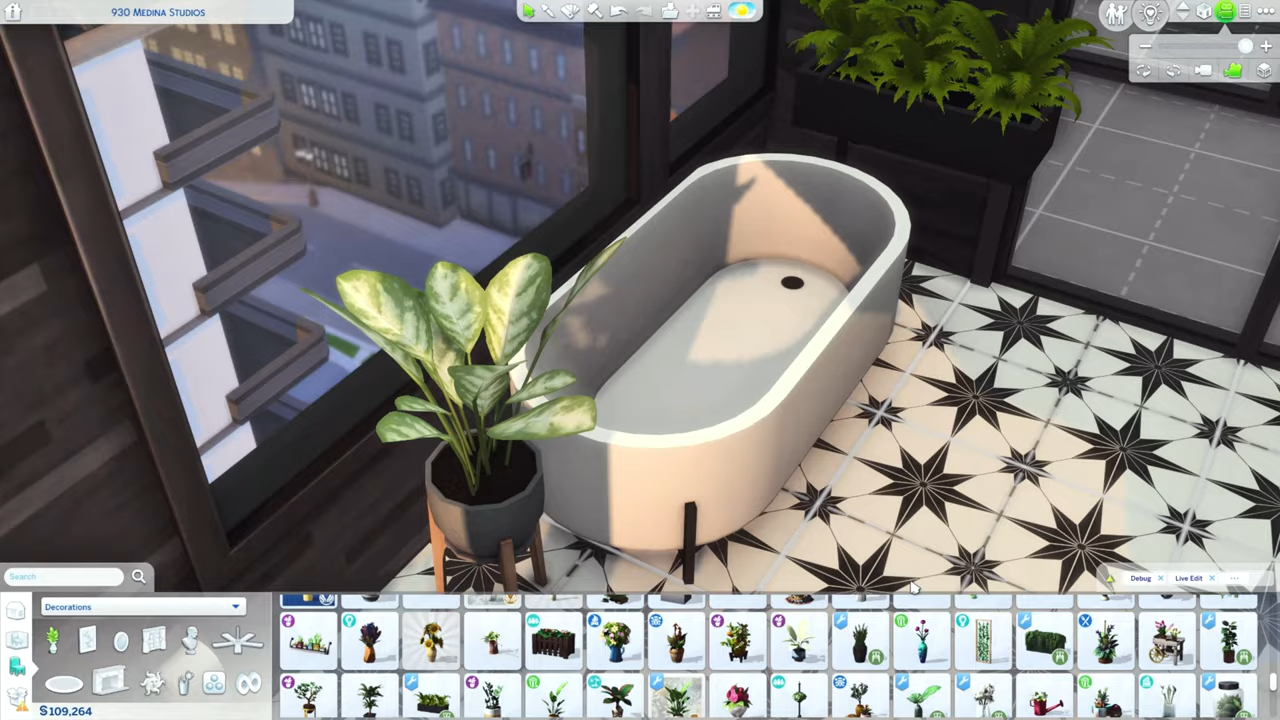 930 Medina Studios
Search
Debug
Live Edit
Decorations
$109,264